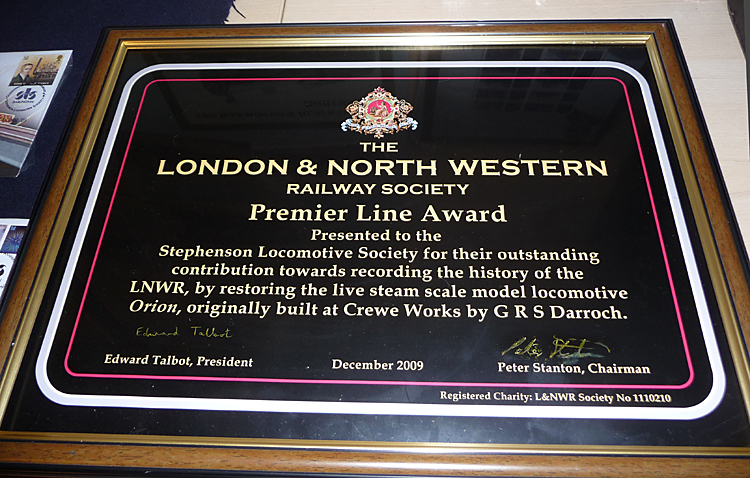 THE
LONDON & NORTH WESTERN
RAILWAY SOCIETY
Premier Line Award
Presented to the
Stephenson Locomotive Society for their outstanding
contribution towards recording the history of the
LNWR, by restoring the live steam scale model locomotive
Orion, originally built at Crewe Works by G R S Darroch.
Edward Talbot
Peter Stanton
Edward Talbot, President
December 2009
Peter Stanton, Chairman
Registered Charity: L&NWR Society No 1110210
sls